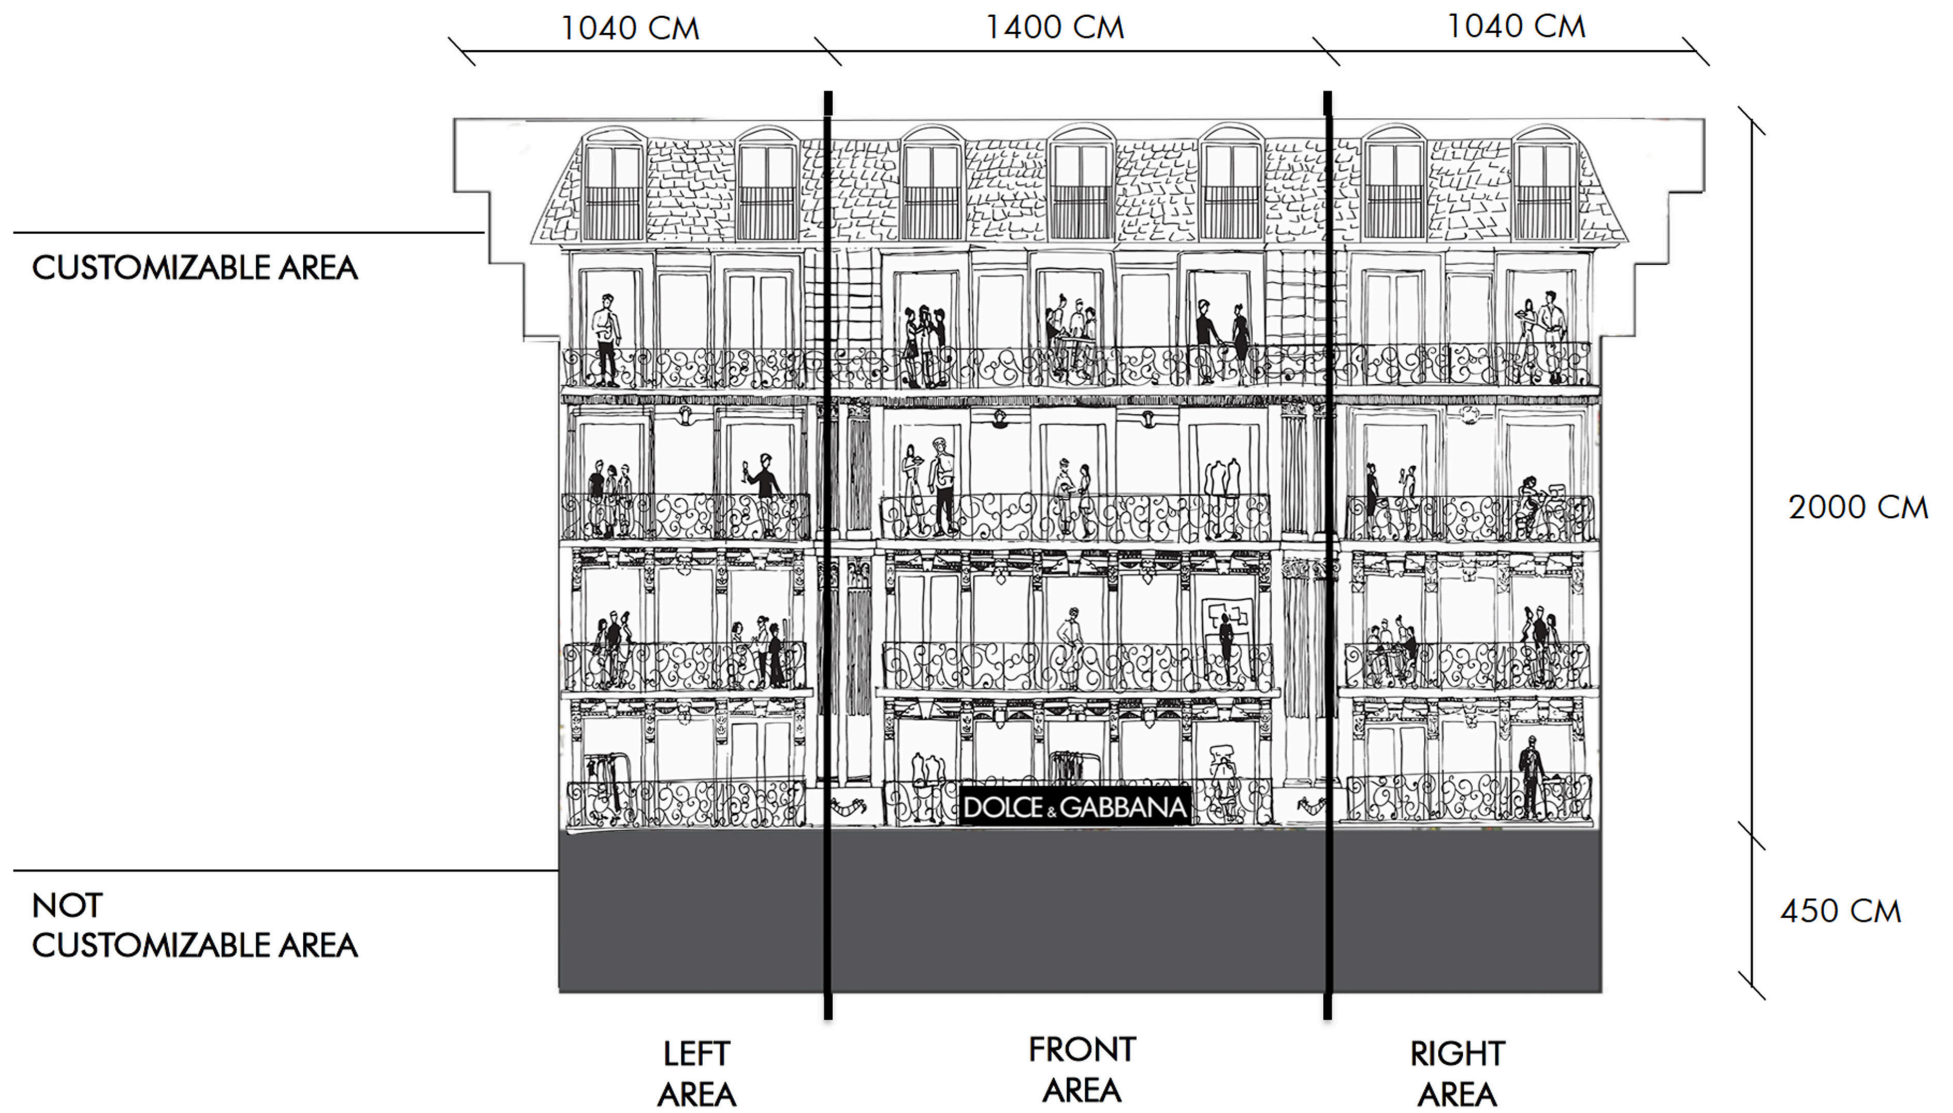 1040 CM
1400 CM
1040 CM
CUSTOMIZABLE AREA
2000 CM
DOLCE & GABBANA
NOT
CUSTOMIZABLE AREA
450 CM
LEFT
AREA
FRONT
AREA
RIGHT
AREA